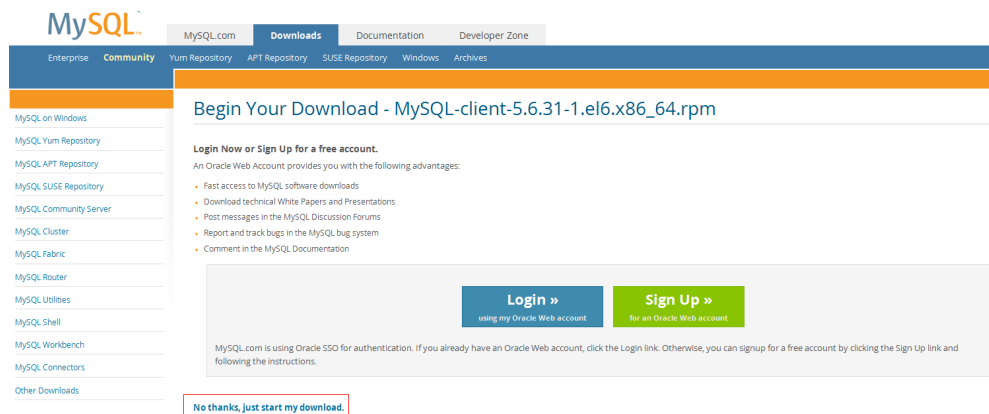 MySQL™
MySQL.com
Downloads
Documentation
Developer Zone
Enterprise Community Yum Repository APT Repository SUSE Repository Windows Archives
MySQL on Windows
MySQL Yum Repository
MySQL APT Repository
MySQL SUSE Repository
MySQL Community Server
MySQL Cluster
MySQL Fabric
MySQL Router
MySQL Utilities
MySQL Shell
MySQL Workbench
MySQL Connectors
Other Downloads
Begin Your Download - MySQL-client-5.6.31-1.el6.x86_64.rpm
Login Now or Sign Up for a free account.
An Oracle Web Account provides you with the following advantages:
• Fast access to MySQL software downloads
• Download technical White Papers and Presentations
• Post messages in the MySQL Discussion Forums
• Report and track bugs in the MySQL bug system
• Comment in the MySQL Documentation
Login »
using my Oracle Web account
Sign Up »
for an Oracle Web account
MySQL.com is using Oracle SSO for authentication. If you already have an Oracle Web account, click the Login link. Otherwise, you can signup for a free account by clicking the Sign Up link and
following the instructions.
No thanks, just start my download.